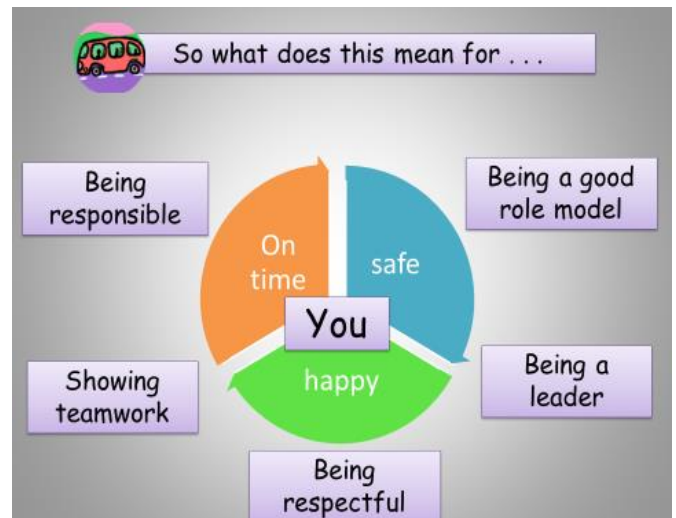 So what does this mean for . . .
Being
responsible
Being a good
role model
On
time
safe
You
happy
Showing
teamwork
Being a
leader
Being
respectful